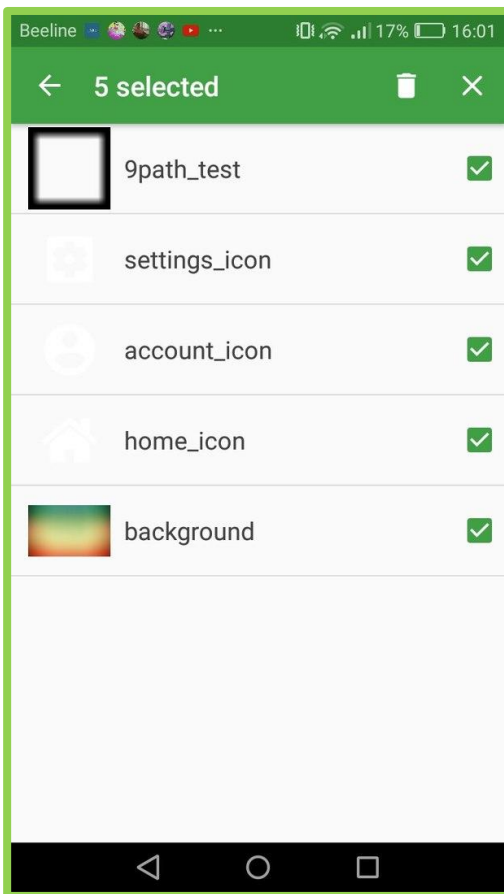 Beeline ... 17% 16:01
5 selected
9path_test
settings_icon
account_icon
home_icon
background